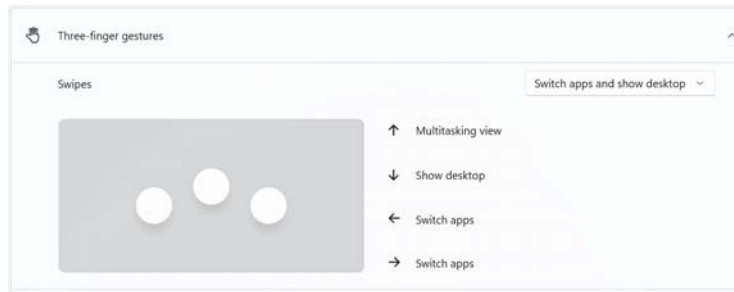 Three-finger gestures
Swipes
Switch apps and show desktop
Multitasking view
Show desktop
Switch apps
Switch apps